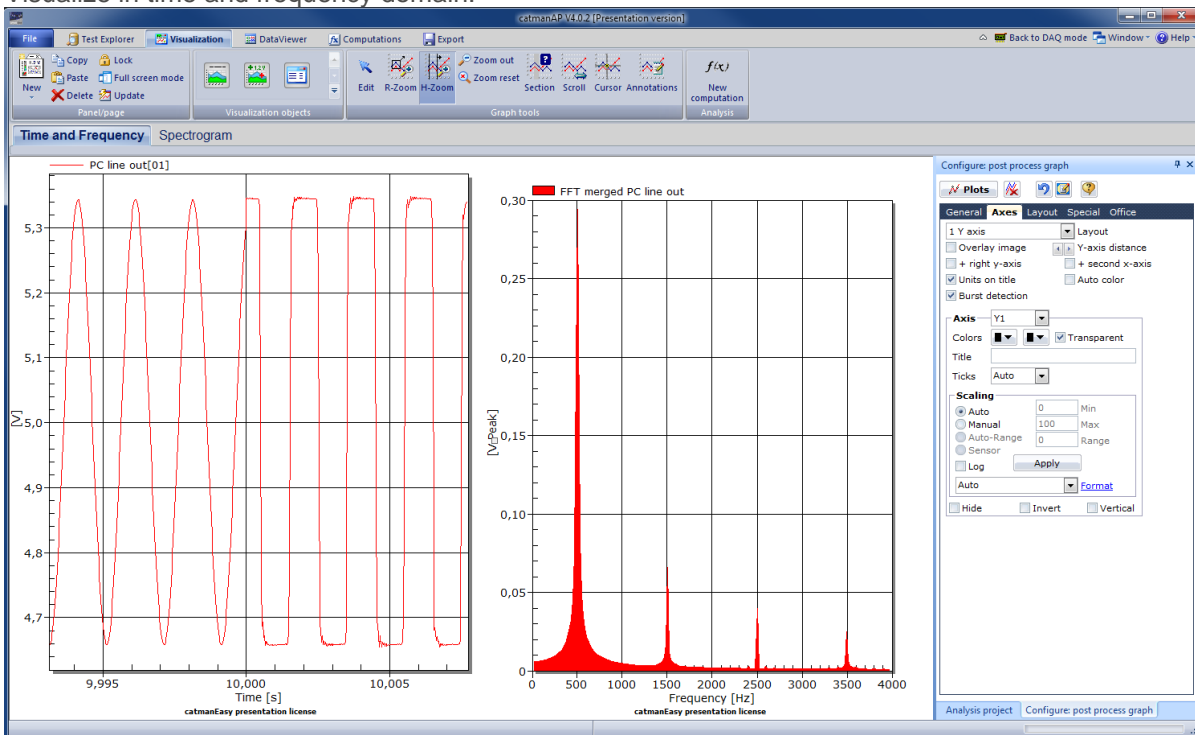 Visualize in time and frequency domain.
catmanAP V4.0.2 [Presentation version]
File Test Explorer Visualization DataViewer Computations Export Back to DAQ mode Window Help
New Copy Lock
Paste Full screen mode
Delete Update
Panel/page
Visualization objects
Edit R-Zoom H-Zoom Zoom out
Zoom reset
Section Scroll Cursor Annotations
Graph tools
f(x)
New computation
Analysis
Time and Frequency Spectrogram
PC line out[01]
5,3
5,2
5,1
5,0
4,9
4,8
4,7
[V]
9,995 10,000 10,005
Time [s]
catmanEasy presentation license
FFT merged PC line out
0,30
0,25
0,20
0,15
0,10
0,05
0
[V□Peak]
0 500 1000 1500 2000 2500 3000 3500 4000
Frequency [Hz]
catmanEasy presentation license
Configure: post process graph
Plots
General Axes Layout Special Office
1 Y axis Layout
Overlay image Y-axis distance
+ right y-axis + second x-axis
Units on title Auto color
Burst detection
Axis Y1
Colors Transparent
Title
Ticks Auto
Scaling
Auto 0 Min
Manual 100 Max
Auto-Range 0 Range
Sensor
Log Apply
Auto Format
Hide Invert Vertical
Analysis project Configure: post process graph